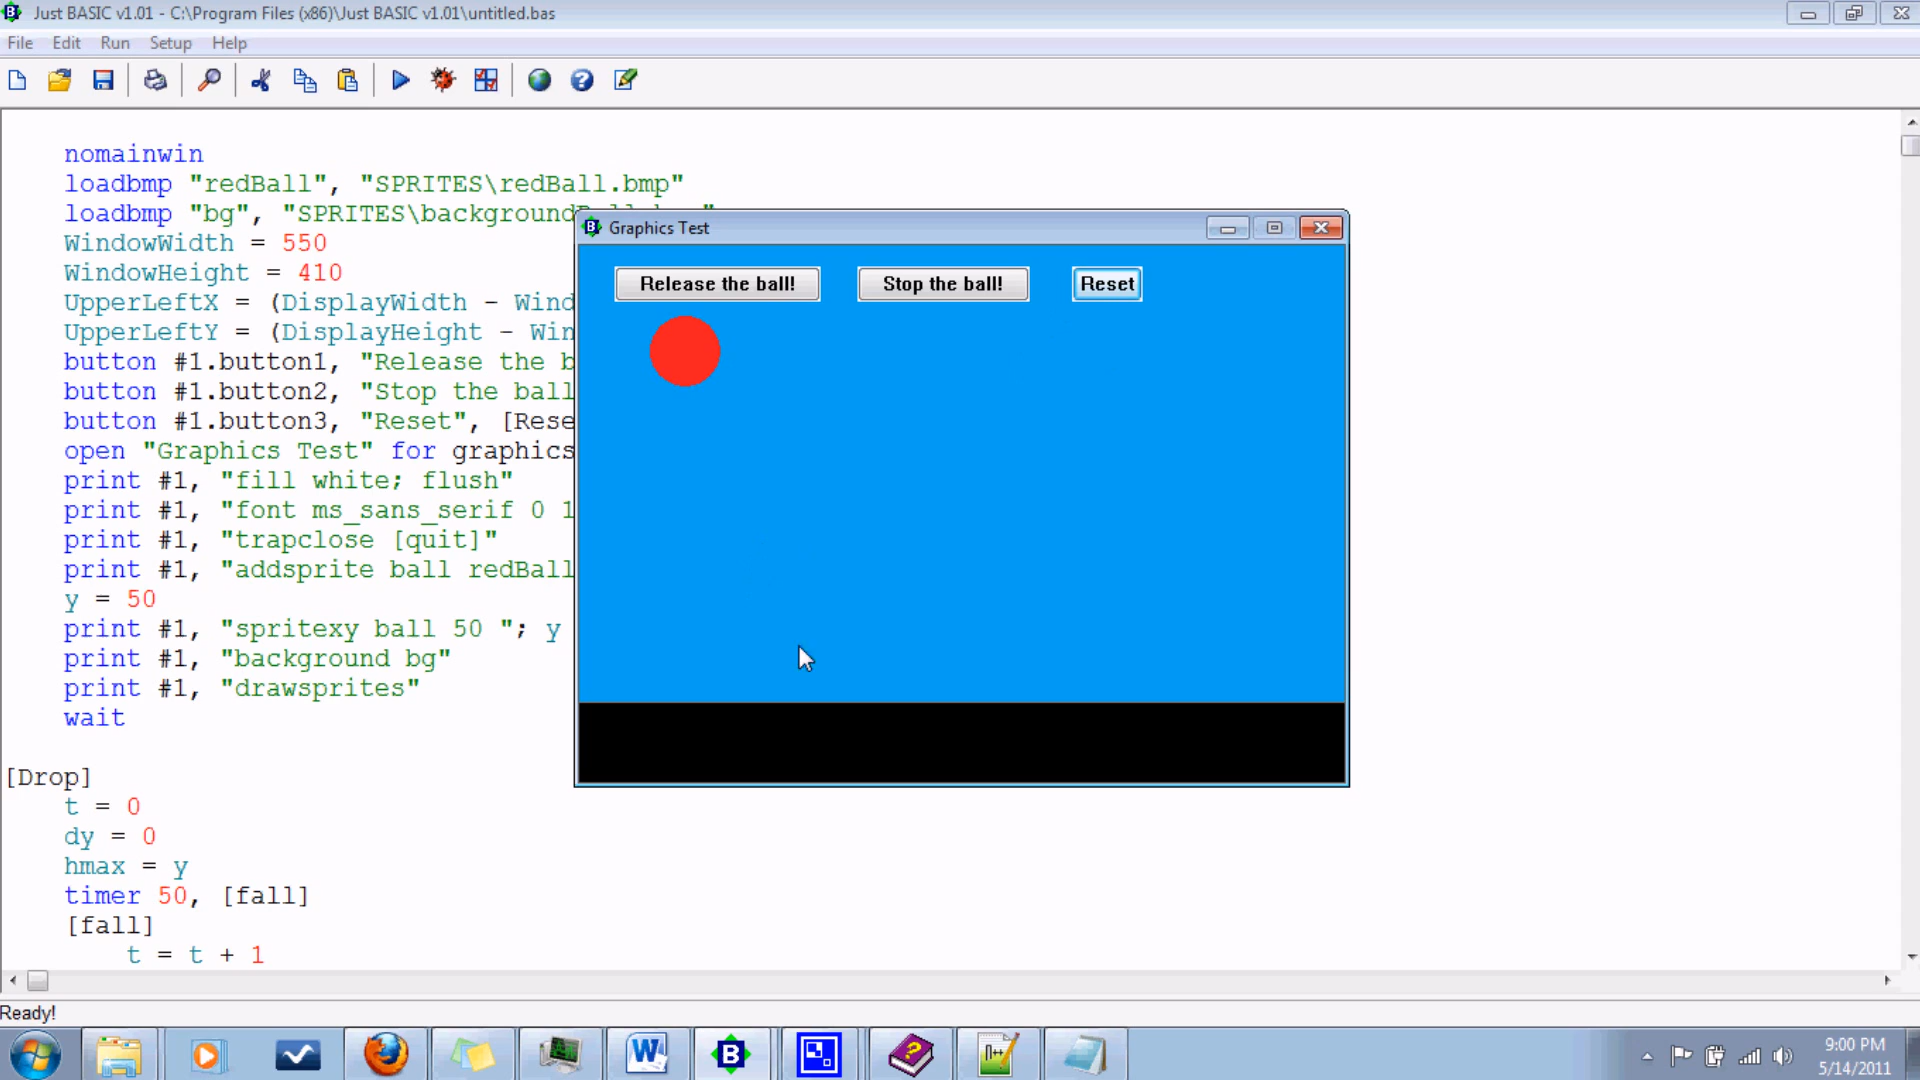 Just BASIC v1.01 - C:\Program Files (x86)\Just BASIC v1.01\untitled.bas
File Edit Run Setup Help
nomainwin
loadbmp "redBall", "SPRITES\redBall.bmp"
loadbmp "bg", "SPRITES\background
WindowWidth = 550
WindowHeight = 410
UpperLeftX = (DisplayWidth - Wind
UpperLeftY = (DisplayHeight - Win
button #1.button1, "Release the b
button #1.button2, "Stop the ball
button #1.button3, "Reset", [Rese
open "Graphics Test" for graphics
print #1, "fill white; flush"
print #1, "font ms_sans_serif 0 1
print #1, "trapclose [quit]"
print #1, "addsprite ball redBall
y = 50
print #1, "spritexy ball 50 "; y
print #1, "background bg"
print #1, "drawsprites"
wait
[Drop]
t = 0
dy = 0
hmax = y
timer 50, [fall]
[fall]
t = t + 1
Graphics Test
Release the ball! Stop the ball! Reset
Ready!
9:00 PM
5/14/2011